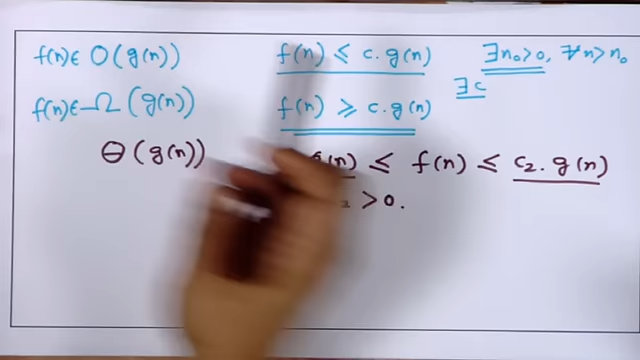 f(n)∈ O(g(n)) f(n) ≤ c.g(n) ∃n₀>0, ∀n>n₀
∃c
f(n)∈ Ω(g(n)) f(n) ≥ c.g(n)
Θ(g(n)) (n) ≤ f(n) ≤ c₂.g(n)
>0.